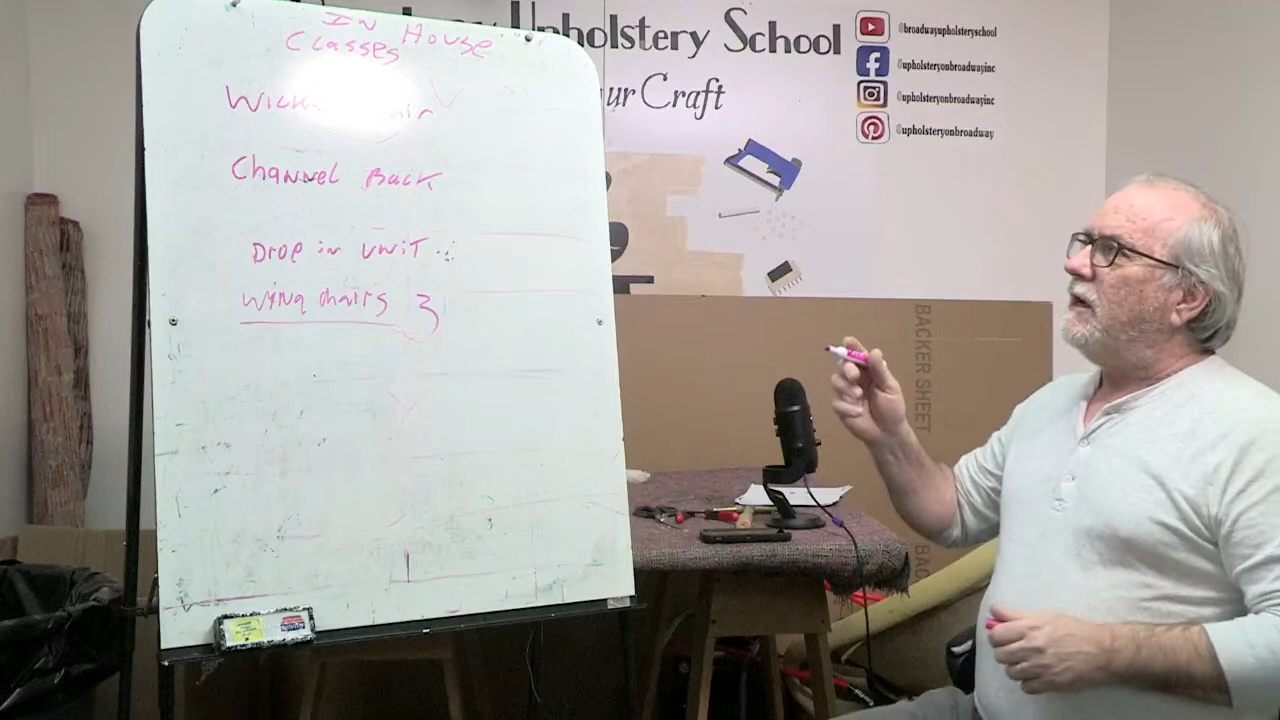 In House
Classes
Channel Back
Drop in unit
Wing chairs 3
Upholstery School
Craft
@broadwayupholsteryschool
@upholsteryonbroadwayinc
@upholsteryonbroadwayinc
@upholsteryonbroadway
BACKER SHEET
BAC